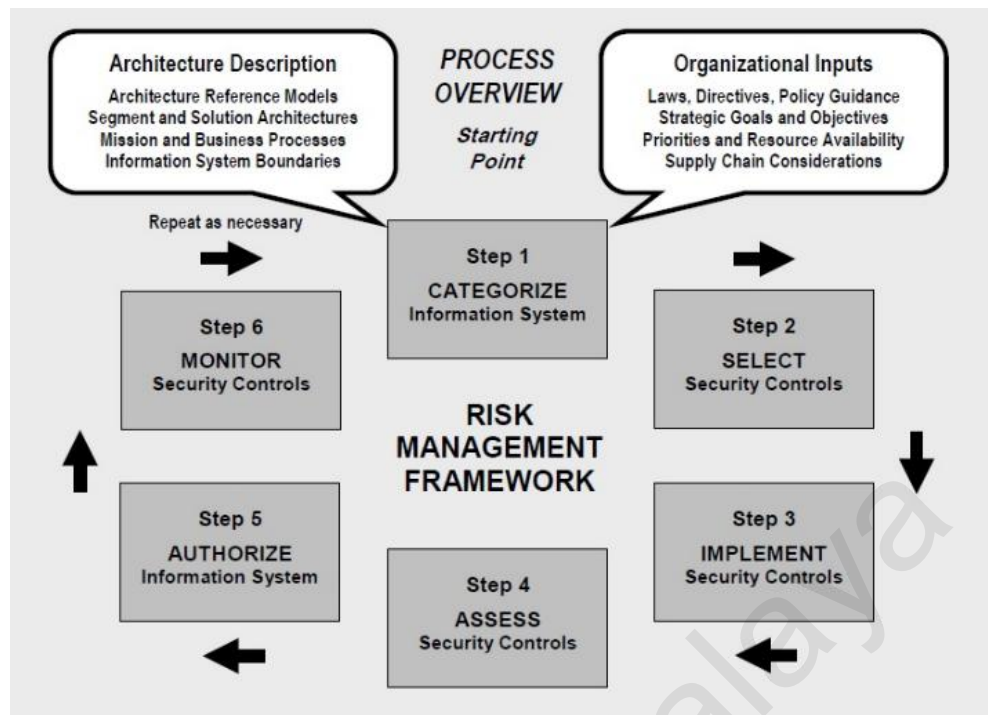 Architecture Description
Architecture Reference Models
Segment and Solution Architectures
Mission and Business Processes
Information System Boundaries
PROCESS
OVERVIEW
Starting
Point
Organizational Inputs
Laws, Directives, Policy Guidance
Strategic Goals and Objectives
Priorities and Resource Availability
Supply Chain Considerations
Repeat as necessary
Step 1
CATEGORIZE
Information System
Step 2
SELECT
Security Controls
Step 3
IMPLEMENT
Security Controls
Step 4
ASSESS
Security Controls
Step 5
AUTHORIZE
Information System
Step 6
MONITOR
Security Controls
RISK
MANAGEMENT
FRAMEWORK
alaya